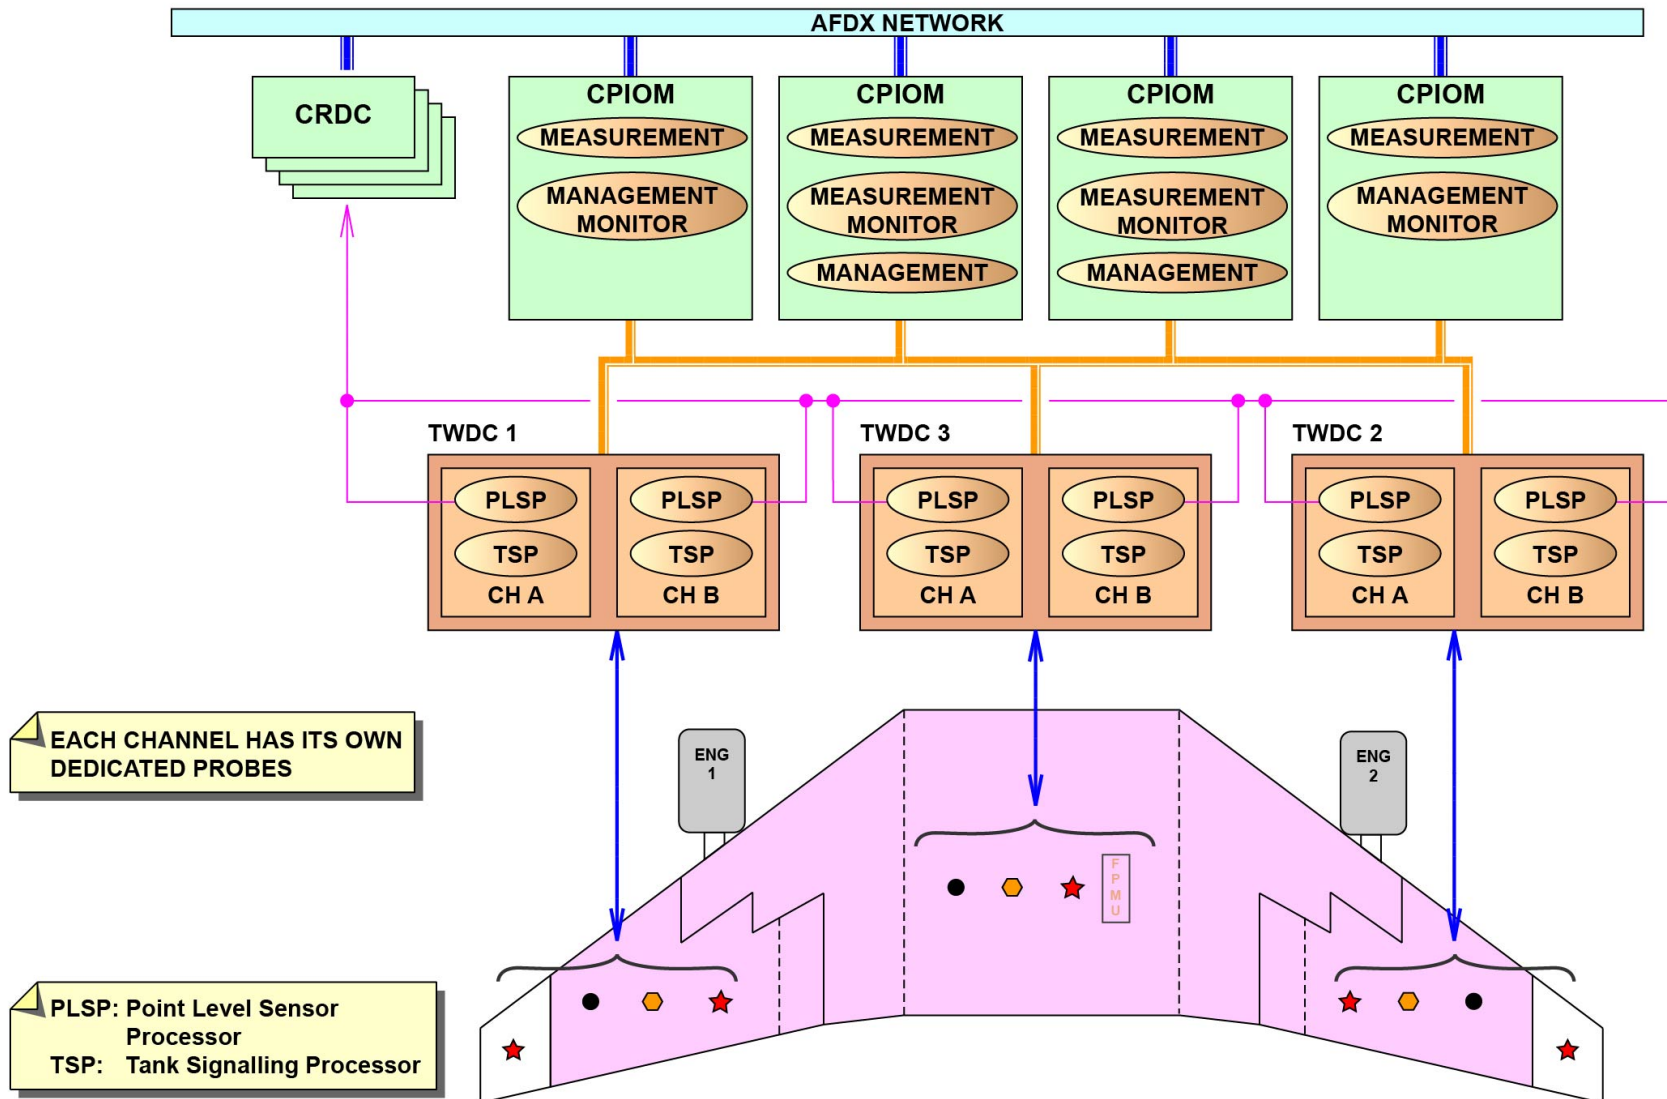 AFDX NETWORK
CRDC
CPIOM
MEASUREMENT
MANAGEMENT
MONITOR
CPIOM
MEASUREMENT
MEASUREMENT
MONITOR
MANAGEMENT
CPIOM
MEASUREMENT
MEASUREMENT
MONITOR
MANAGEMENT
CPIOM
MEASUREMENT
MANAGEMENT
MONITOR
TWDC 1
PLSP
TSP
CH A
PLSP
TSP
CH B
TWDC 3
PLSP
TSP
CH A
PLSP
TSP
CH B
TWDC 2
PLSP
TSP
CH A
PLSP
TSP
CH B
EACH CHANNEL HAS ITS OWN
DEDICATED PROBES
ENG
1
ENG
2
F
P
M
U
PLSP: Point Level Sensor
Processor
TSP: Tank Signalling Processor